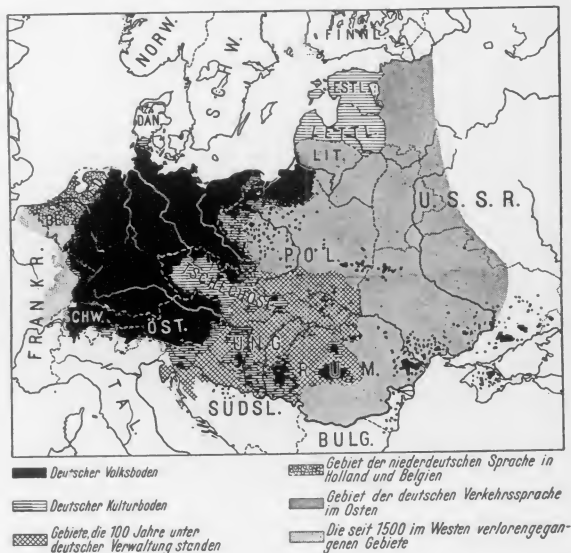 NORW.
SCHW.
FINNL.
ESTL.
DAN.
LETTL.
LIT.
U.S.S.R.
BELG.
POL.
FRANKR.
CHW.
ÖST.
UNG.
RUM.
ITAL.
SÜDSL.
BULG.
Deutscher Volksboden
Deutscher Kulturboden
Gebiete, die 100 Jahre unter
deutscher Verwaltung standen
Gebiet der niederdeutschen Sprache in
Holland und Belgien
Gebiet der deutschen Verkehrssprache
im Osten
Die seit 1500 im Westen verlorengegan-
genen Gebiete